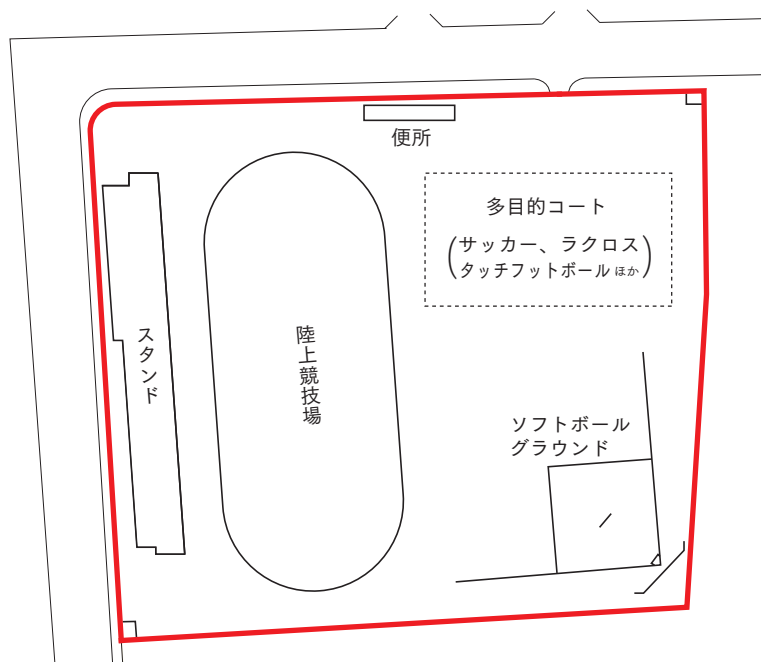 便所
多目的コート
(サッカー、ラクロス
タッチフットボール ほか)
スタンド
陸上競技場
ソフトボール
グラウンド